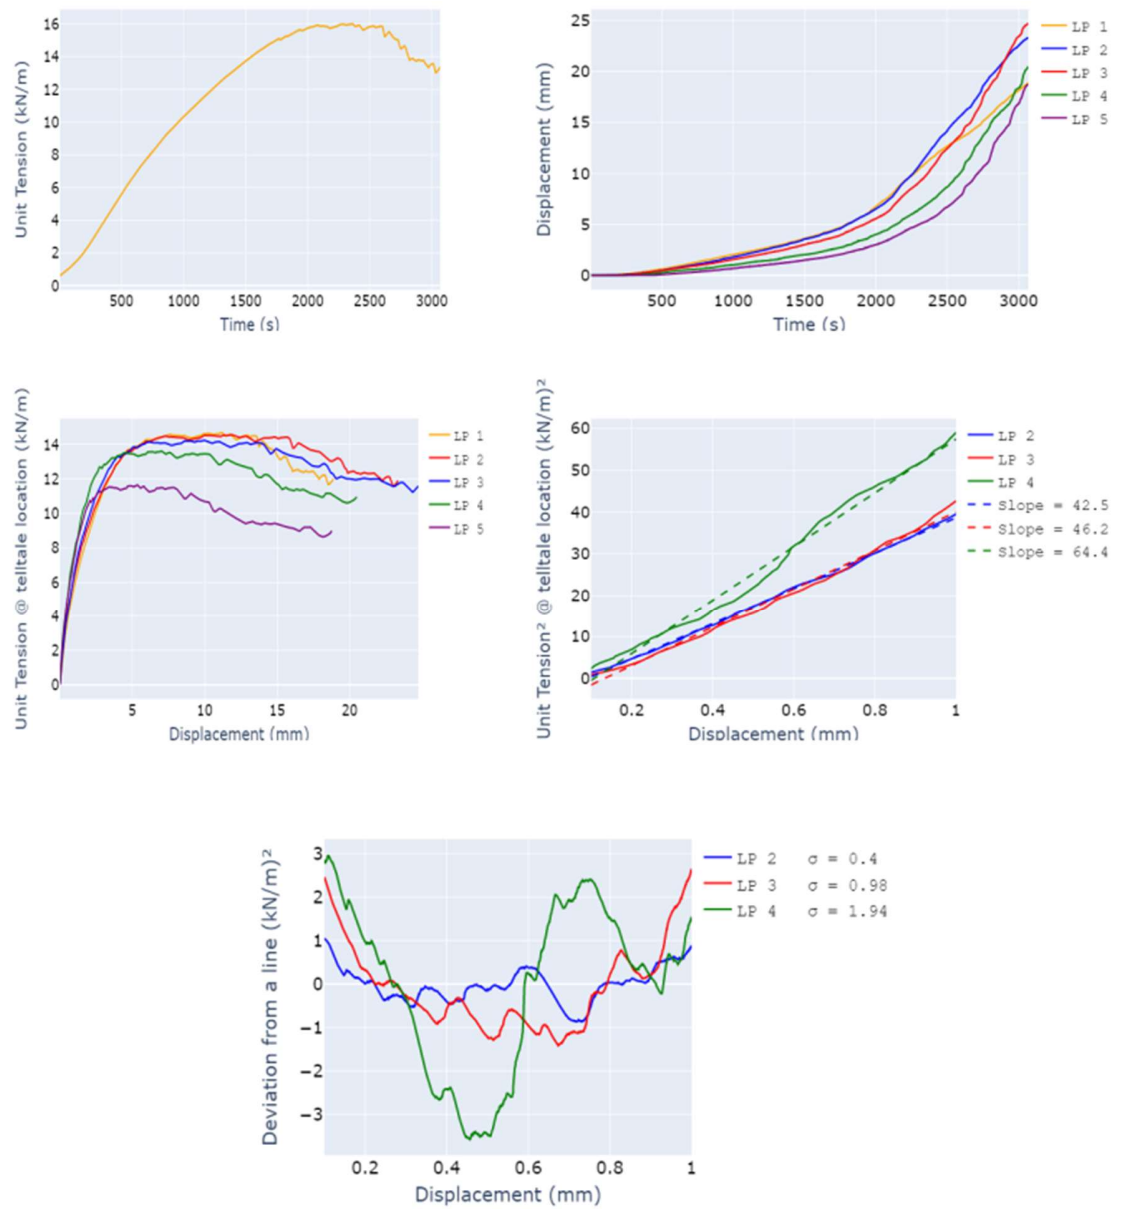 Unit Tension (kN/m)
16
14
12
10
8
6
4
2
0
500 1000 1500 2000 2500 3000
Time (s)
Displacement (mm)
25
20
15
10
5
0
500 1000 1500 2000 2500 3000
Time (s)
LP 1
LP 2
LP 3
LP 4
LP 5
Unit Tension @ telltale location (kN/m)
14
12
10
8
6
4
2
0
5 10 15 20
Displacement (mm)
LP 1
LP 2
LP 3
LP 4
LP 5
Unit Tension² @ telltale location (kN/m)²
60
50
40
30
20
10
0
0.2 0.4 0.6 0.8 1
Displacement (mm)
LP 2
LP 3
LP 4
Slope = 42.5
Slope = 46.2
Slope = 64.4
Deviation from a line (kN/m)²
3
2
1
0
−1
−2
−3
0.2 0.4 0.6 0.8 1
Displacement (mm)
LP 2 σ = 0.4
LP 3 σ = 0.98
LP 4 σ = 1.94